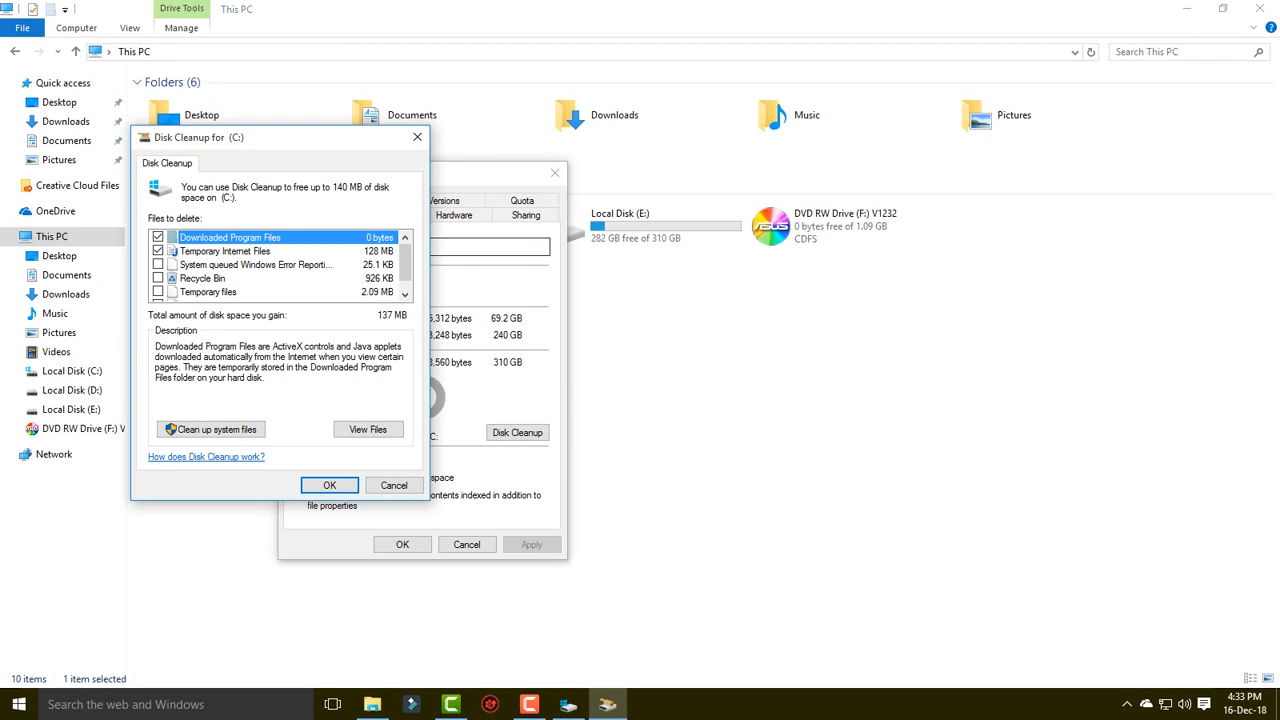 Drive Tools
This PC
File
Computer
View
Manage
This PC
Search This PC
Quick access
Desktop
Downloads
Documents
Pictures
Creative Cloud Files
OneDrive
This PC
Desktop
Documents
Downloads
Music
Pictures
Videos
Local Disk (C:)
Local Disk (D:)
Local Disk (E:)
DVD RW Drive (F:) V
Network
Folders (6)
Desktop
Documents
Downloads
Music
Pictures
Local Disk (E:)
282 GB free of 310 GB
ASUS
DVD RW Drive (F:) V1232
0 bytes free of 1.09 GB
CDFS
Disk Cleanup for (C:)
Disk Cleanup
You can use Disk Cleanup to free up to 140 MB of disk
space on (C:).
Files to delete:
Downloaded Program Files 0 bytes
Temporary Internet Files 128 MB
System queued Windows Error Reporti... 25.1 KB
Recycle Bin 926 KB
Temporary files 2.09 MB
Total amount of disk space you gain: 137 MB
Description
Downloaded Program Files are ActiveX controls and Java applets
downloaded automatically from the Internet when you view certain
pages. They are temporarily stored in the Downloaded Program
Files folder on your hard disk.
Clean up system files
View Files
How does Disk Cleanup work?
OK
Cancel
Quota
Hardware
Sharing
,312 bytes 69.2 GB
,248 bytes 240 GB
,560 bytes 310 GB
C:
Disk Cleanup
space
contents indexed in addition to
file properties
OK
Cancel
Apply
10 items
1 item selected
Search the web and Windows
4:33 PM
16-Dec-18